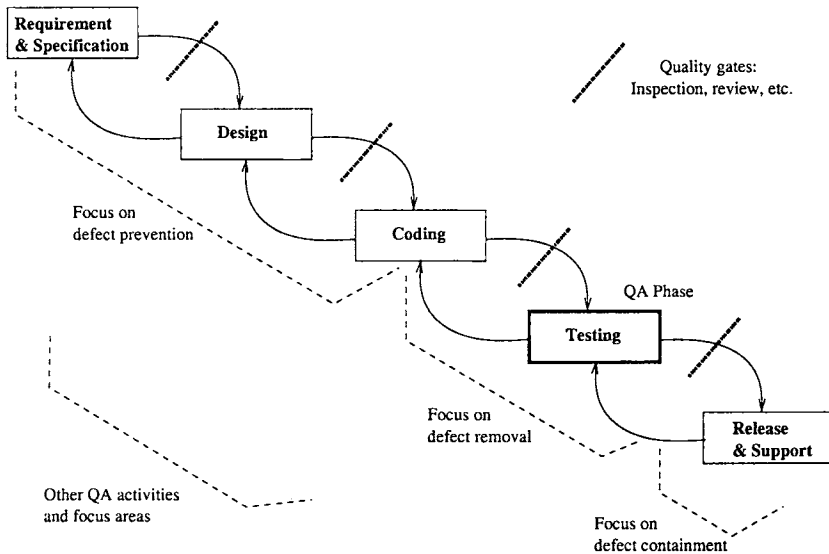 Requirement
& Specification
Quality gates:
Inspection, review, etc.
Design
Focus on
defect prevention
Coding
QA Phase
Testing
Focus on
defect removal
Release
& Support
Other QA activities
and focus areas
Focus on
defect containment